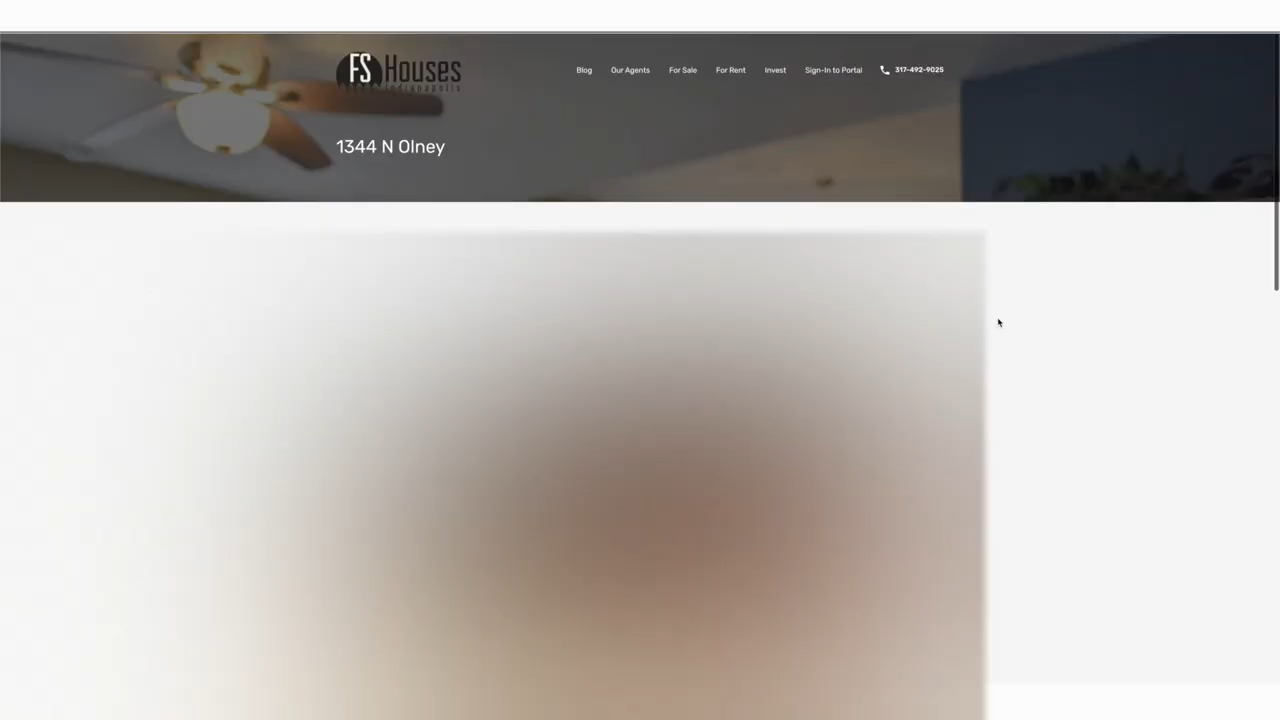 FS Houses
Indianapolis
Blog
Our Agents
For Sale
For Rent
Invest
Sign-In to Portal
317-492-9025
1344 N Olney